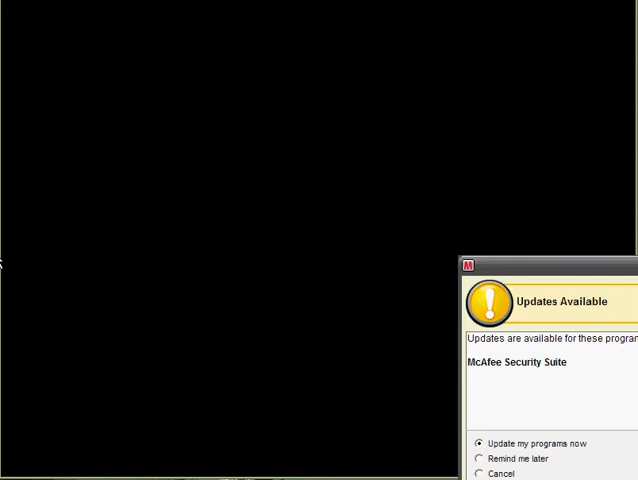 M
Updates Available
Updates are available for these program
McAfee Security Suite
Update my programs now
Remind me later
Cancel